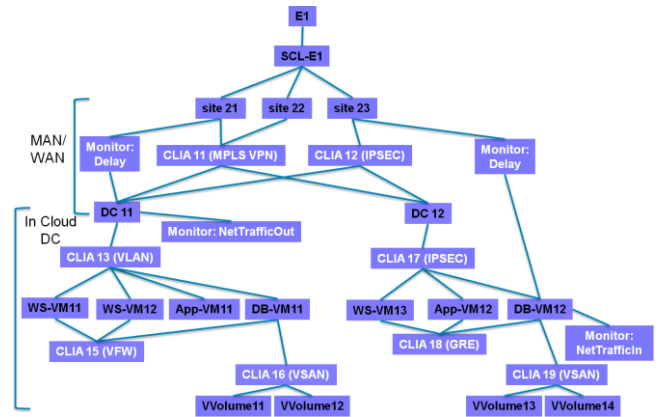 E1
SCL-E1
site 21
site 22
site 23
MAN/
WAN
Monitor:
Delay
CLIA 11 (MPLS VPN)
CLIA 12 (IPSEC)
Monitor:
Delay
In Cloud
DC
DC 11
DC 12
Monitor: NetTrafficOut
CLIA 13 (VLAN)
CLIA 17 (IPSEC)
WS-VM11
WS-VM12
App-VM11
DB-VM11
WS-VM13
App-VM12
DB-VM12
CLIA 15 (VFW)
CLIA 18 (GRE)
Monitor:
NetTrafficIn
CLIA 16 (VSAN)
CLIA 19 (VSAN)
VVolume11
VVolume12
VVolume13
VVolume14